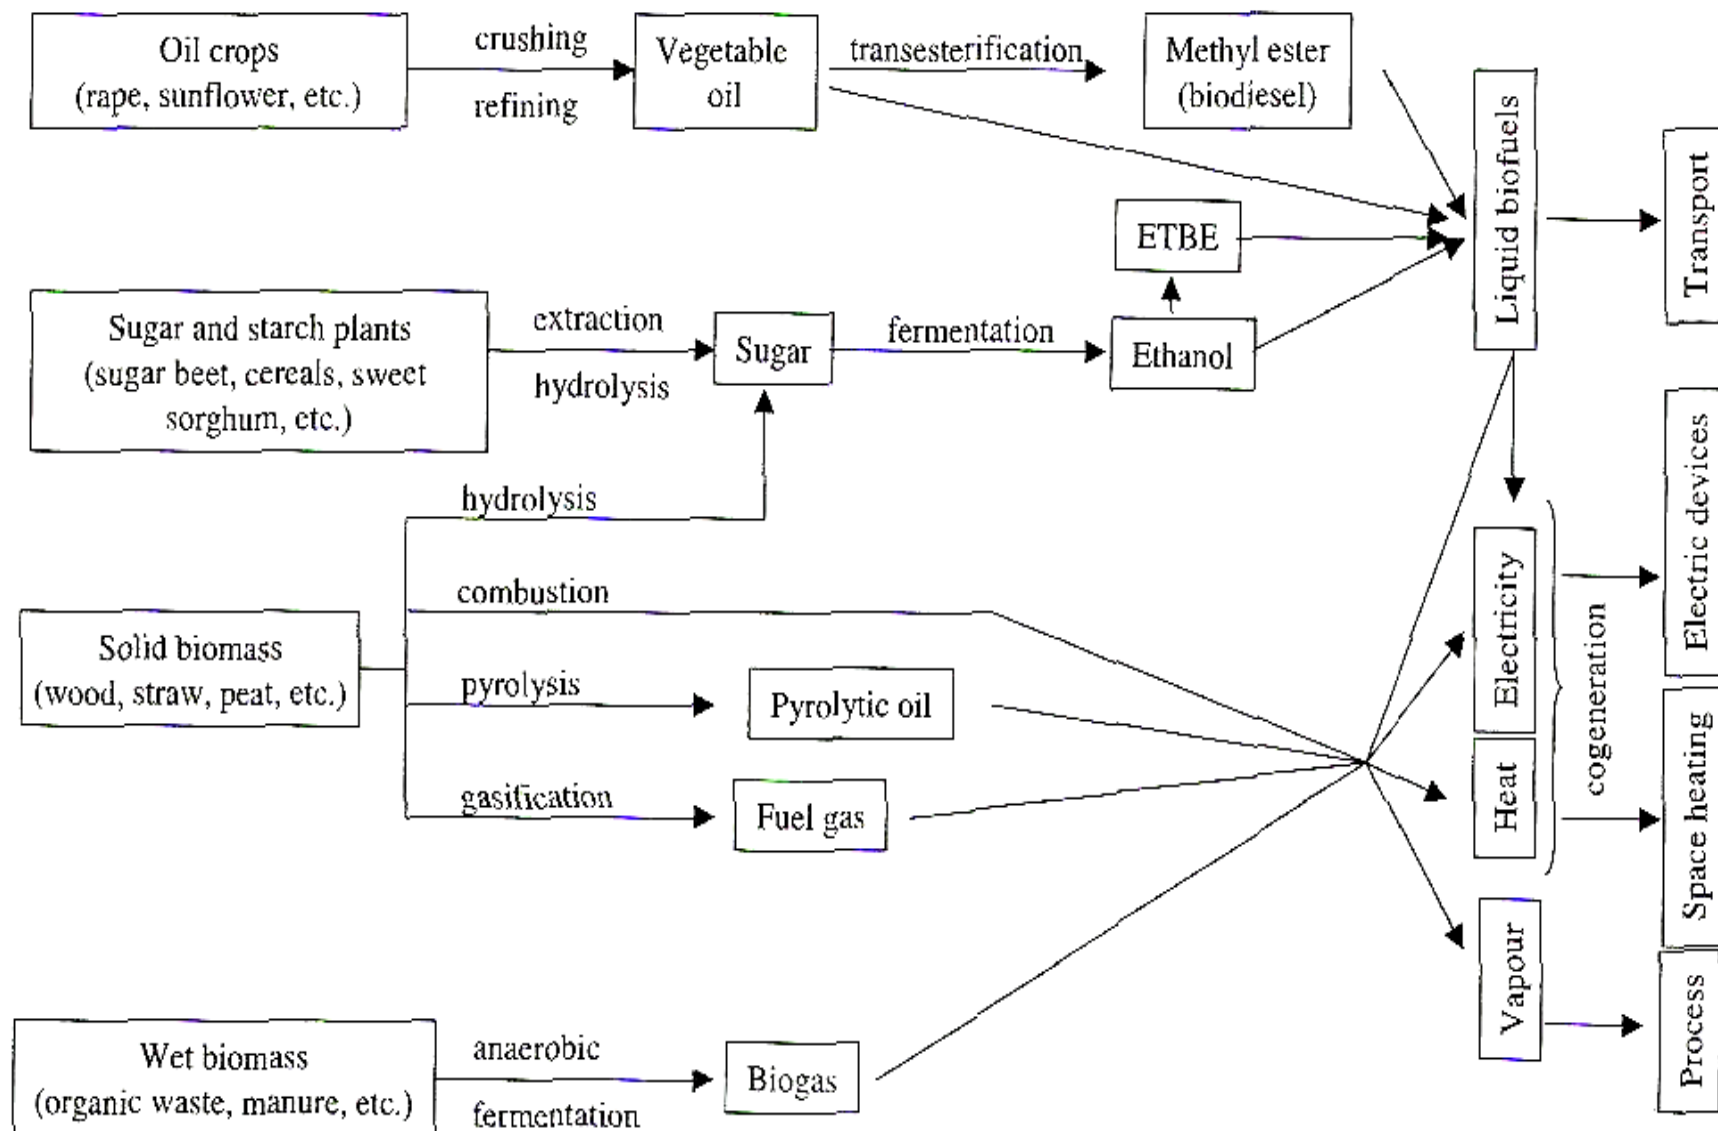 Oil crops
(rape, sunflower, etc.)
crushing
refining
Vegetable
oil
transesterification
Methyl ester
(biodiesel)
Liquid biofuels
Transport
ETBE
Sugar and starch plants
(sugar beet, cereals, sweet
sorghum, etc.)
extraction
hydrolysis
Sugar
fermentation
Ethanol
hydrolysis
combustion
Solid biomass
(wood, straw, peat, etc.)
pyrolysis
Pyrolytic oil
gasification
Fuel gas
Electricity
Heat
cogeneration
Electric devices
Space heating
Vapour
Process
Wet biomass
(organic waste, manure, etc.)
anaerobic
fermentation
Biogas